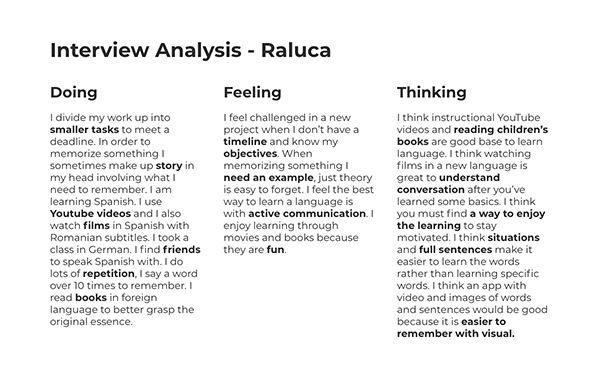 Interview Analysis - Raluca
Doing
I divide my work up into
smaller tasks to meet a
deadline. In order to
memorize something I
sometimes make up story in
my head involving what I
need to remember. I am
learning Spanish. I use
Youtube videos and I also
watch films in Spanish with
Romanian subtitles. I took a
class in German. I find friends
to speak Spanish with. I do
lots of repetition, I say a word
over 10 times to remember. I
read books in foreign
language to better grasp the
original essence.
Feeling
I feel challenged in a new
project when I don't have a
timeline and know my
objectives. When
memorizing something I
need an example, just theory
is easy to forget. I feel the best
way to learn a language is
with active communication. I
enjoy learning through
movies and books because
they are fun.
Thinking
I think instructional YouTube
videos and reading children's
books are good base to learn
language. I think watching
films in a new language is
great to understand
conversation after you've
learned some basics. I think
you must find a way to enjoy
the learning to stay
motivated. I think situations
and full sentences make it
easier to learn the words
rather than learning specific
words. I think an app with
video and images of words
and sentences would be good
because it is easier to
remember with visual.